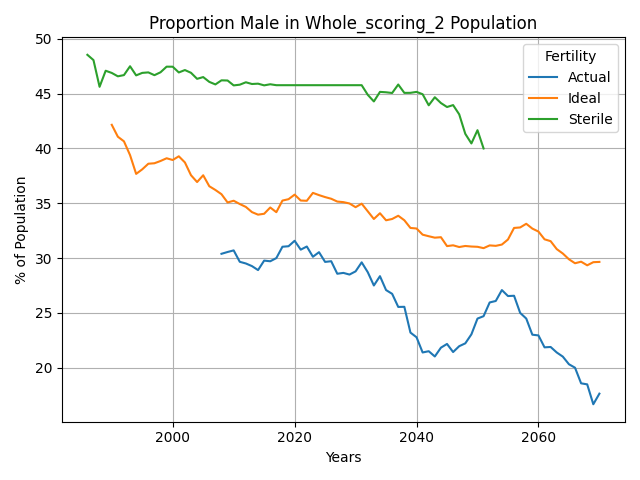 Proportion Male in Whole_scoring_2 Population
% of Population
50
45
40
35
30
25
20
Fertility
Actual
Ideal
Sterile
2000
2020
2040
2060
Years